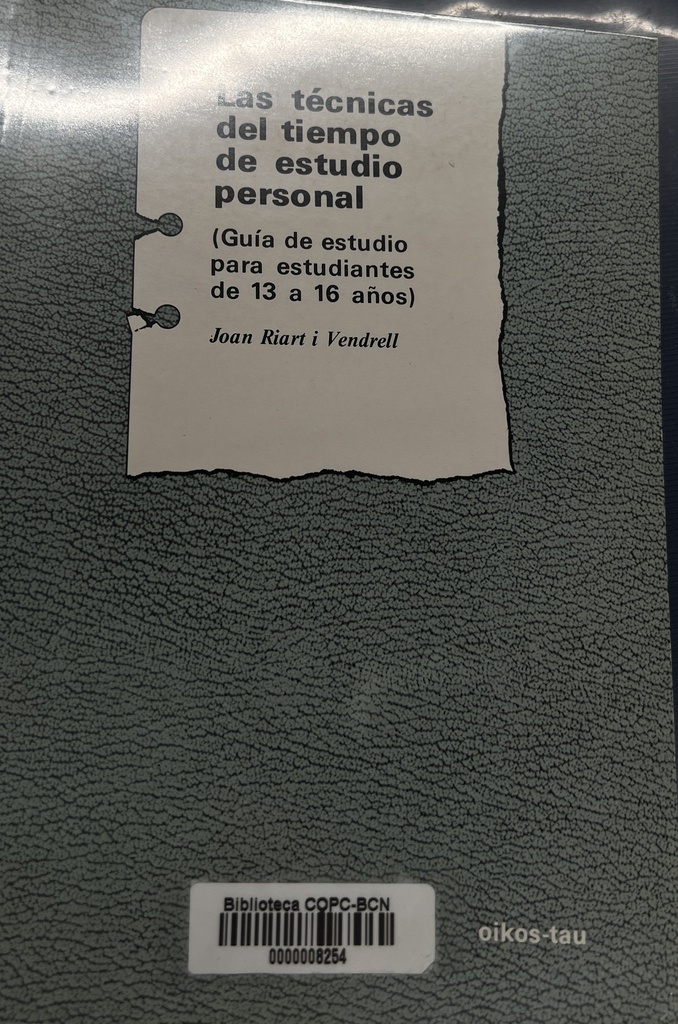 Las técnicas
del tiempo
de estudio
personal
(Guía de estudio
para estudiantes
de 13 a 16 años)
Joan Riart i Vendrell
Biblioteca COPC-BCN
0000008254
oikos-tau